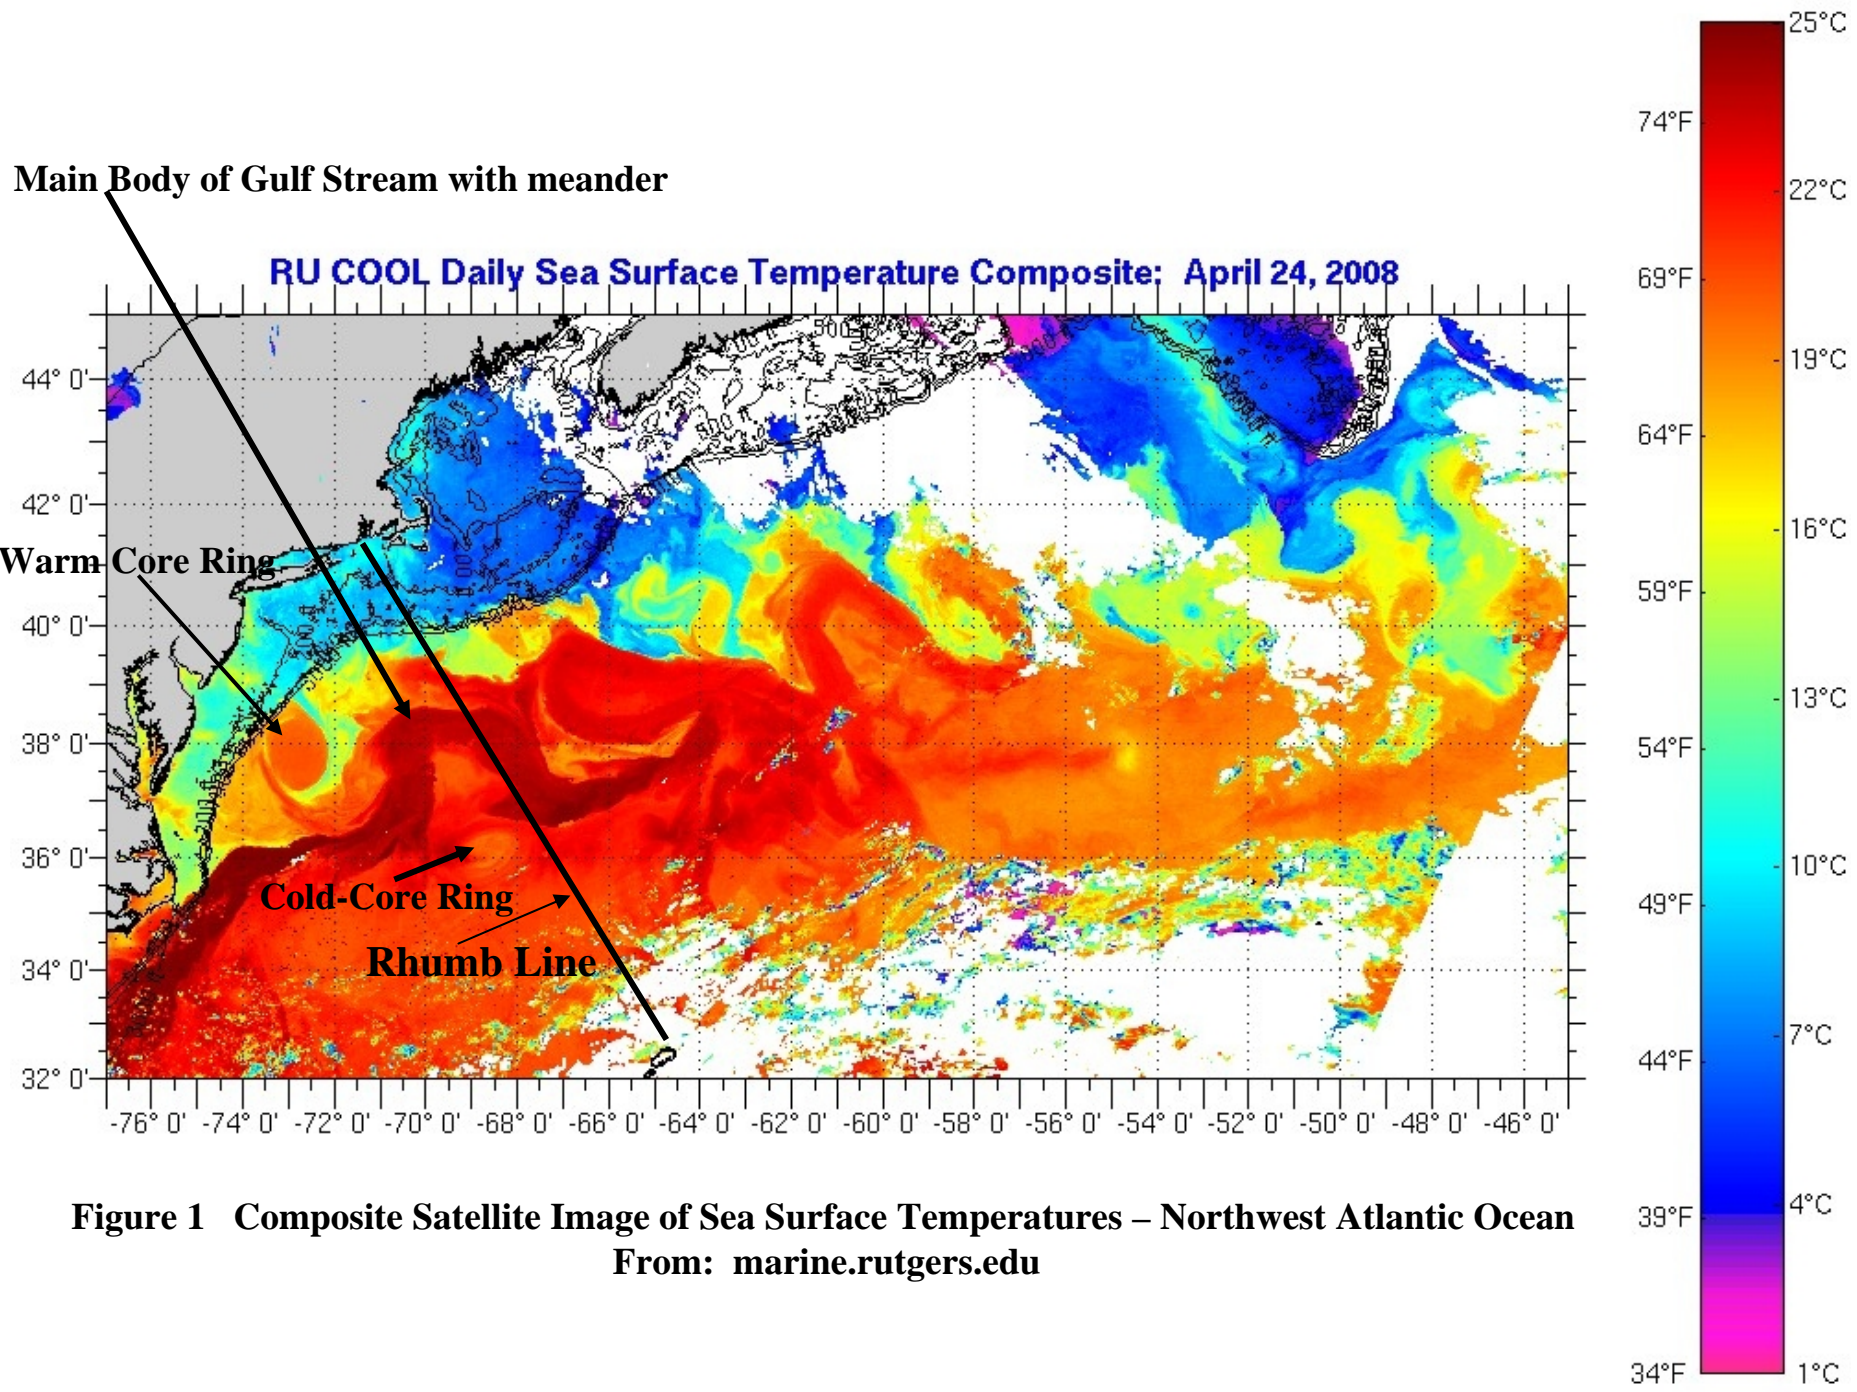 25°C
74°F
Main Body of Gulf Stream with meander
22°C
RU COOL Daily Sea Surface Temperature Composite: April 24, 2008
69°F
19°C
44° 0'
64°F
42° 0'
16°C
Warm Core Ring
59°F
40° 0'
13°C
38° 0'
54°F
36° 0'
10°C
Cold-Core Ring
49°F
Rhumb Line
34° 0'
7°C
44°F
32° 0'
-76° 0' -74° 0' -72° 0' -70° 0' -68° 0' -66° 0' -64° 0' -62° 0' -60° 0' -58° 0' -56° 0' -54° 0' -52° 0' -50° 0' -48° 0' -46° 0'
Figure 1 Composite Satellite Image of Sea Surface Temperatures – Northwest Atlantic Ocean
4°C
39°F
From: marine.rutgers.edu
34°F
1°C